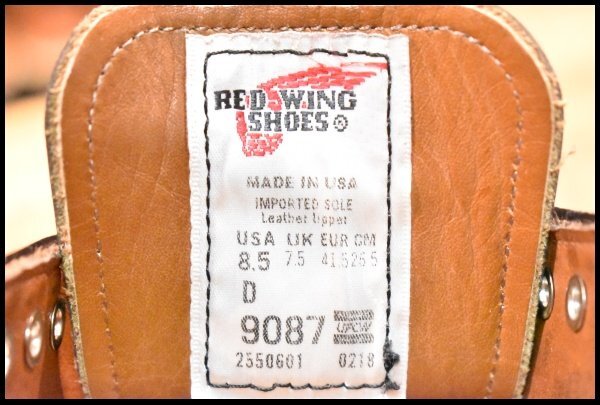 RED WING
SHOES®
MADE IN USA
IMPORTED SOLE
Leather Upper
USA UK EUR CM
8.5 7.5 41.5 26.5
D
9087 UFCW
2550601 0218